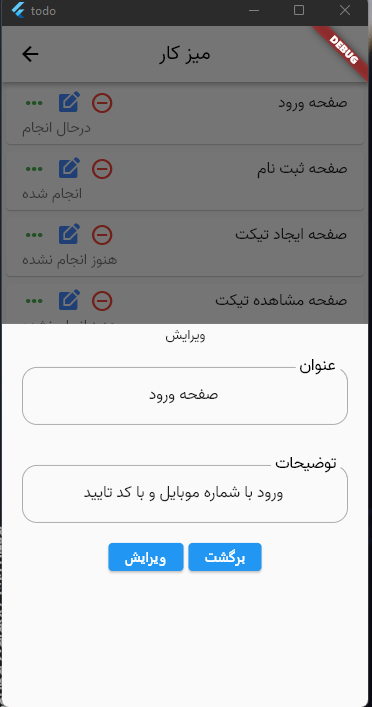 todo
DEBUG
میز کار
صفحه ورود
درحال انجام
صفحه ثبت نام
انجام شده
صفحه ایجاد تیکت
هنوز انجام نشده
صفحه مشاهده تیکت
ویرایش
عنوان
صفحه ورود
توضیحات
ورود با شماره موبایل و با کد تایید
برگشت
ویرایش